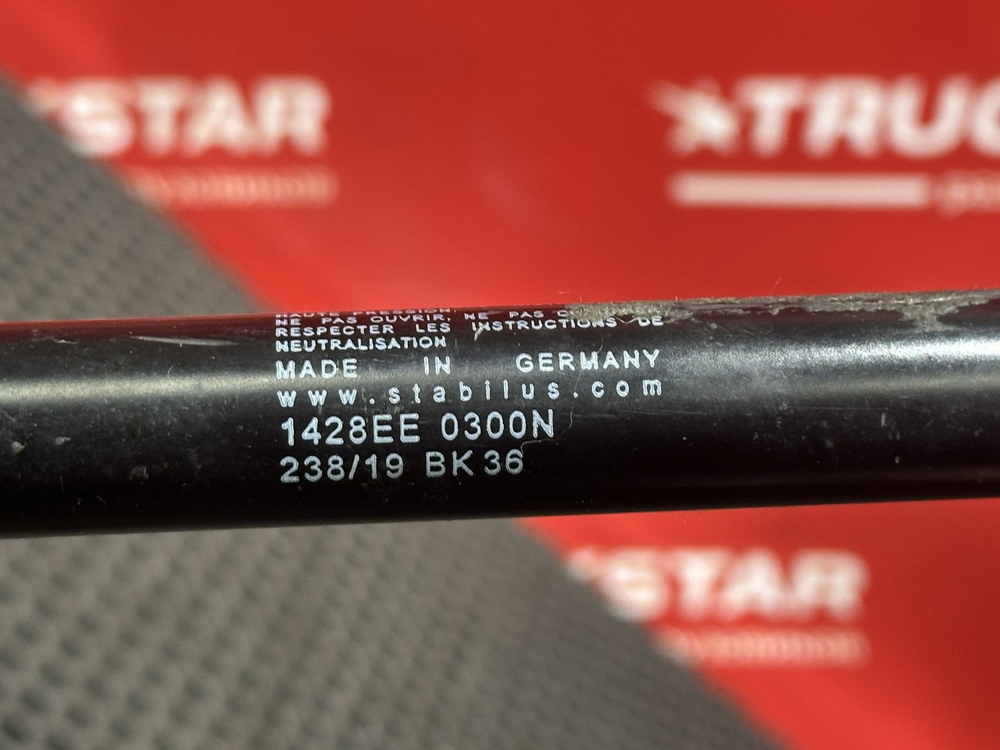 STAR
TRUC
NE PAS OUVRIR. NE PAS
RESPECTER LES INSTRUCTIONS DE
NEUTRALISATION
MADE IN GERMANY
www.stabilus.com
1428EE 0300N
238/19 BK36
STAR